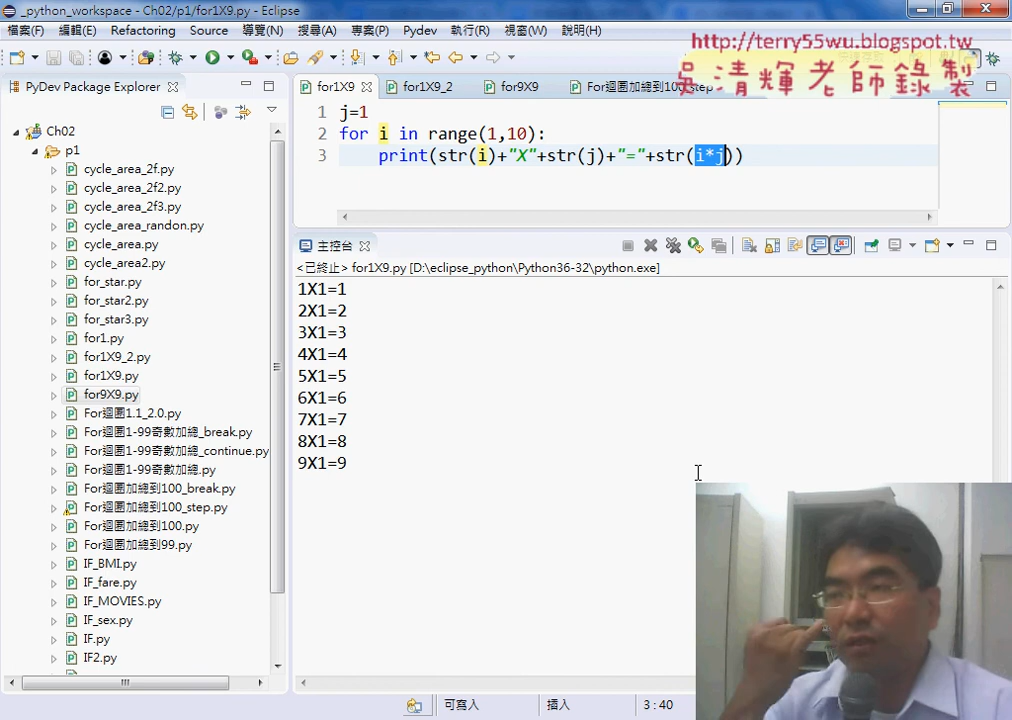 _python_workspace - Ch02/p1/for1X9.py - Eclipse
檔案(F) 編輯(E) Refactoring Source 導覽(N) 搜尋(A) 專案(P) Pydev 執行(R) 視窗(W) 說明(H)
http://terry55wu.blogspot.tw
吳清輝老師錄製
PyDev Package Explorer
Ch02
p1
cycle_area_2f.py
cycle_area_2f2.py
cycle_area_2f3.py
cycle_area_randon.py
cycle_area.py
cycle_area2.py
for_star.py
for_star2.py
for_star3.py
for1.py
for1X9_2.py
for1X9.py
for9X9.py
For迴圈1.1_2.0.py
For迴圈1-99奇數加總_break.py
For迴圈1-99奇數加總_continue.py
For迴圈1-99奇數加總.py
For迴圈加總到100_break.py
For迴圈加總到100_step.py
For迴圈加總到100.py
For迴圈加總到99.py
IF_BMI.py
IF_fare.py
IF_MOVIES.py
IF_sex.py
IF.py
IF2.py
for1X9 for1X9_2 for9X9 For迴圈加總到100_step
1 j=1
2 for i in range(1,10):
3 print(str(i)+"X"+str(j)+"="+str(i*j))
主控台
<已終止> for1X9.py [D:\eclipse_python\Python36-32\python.exe]
1X1=1
2X1=2
3X1=3
4X1=4
5X1=5
6X1=6
7X1=7
8X1=8
9X1=9
可寫入 插入 3:40